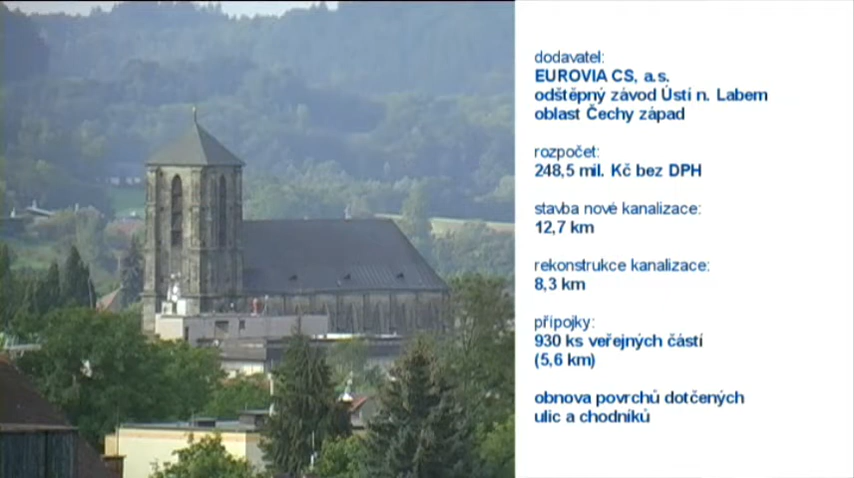 dodavatel:
EUROVIA CS, a.s.
odštěpný závod Ústí n. Labem
oblast Čechy západ
rozpočet:
248,5 mil. Kč bez DPH
stavba nové kanalizace:
12,7 km
rekonstrukce kanalizace:
8,3 km
přípojky:
930 ks veřejných částí
(5,6 km)
obnova povrchů dotčených
ulic a chodníků